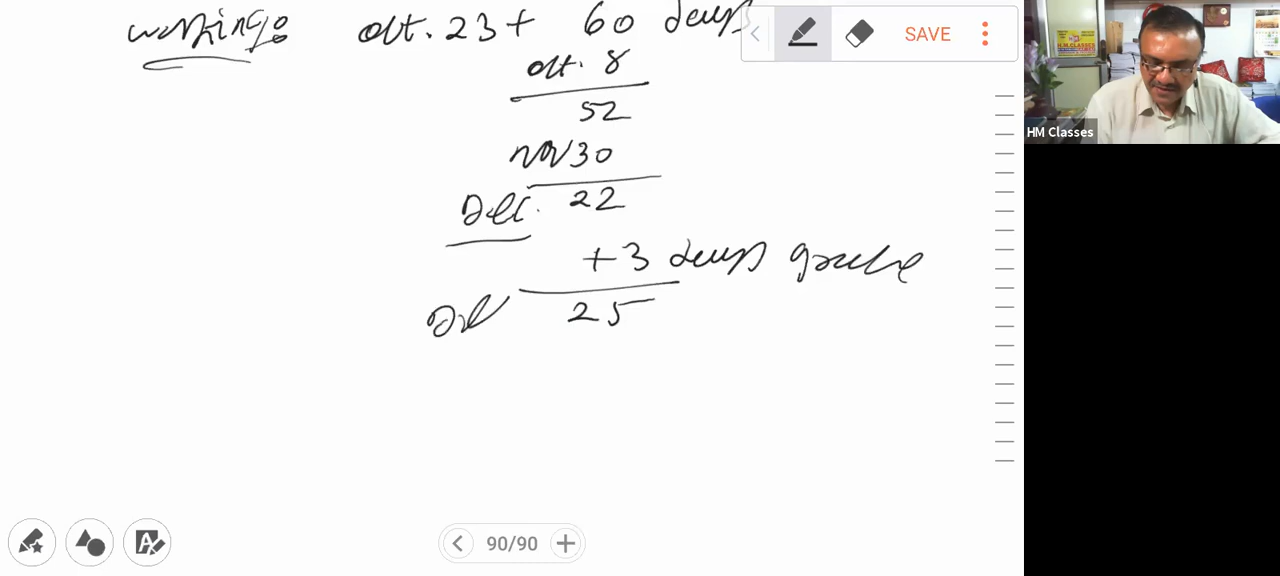 workings Oct. 23 + 60 days
SAVE
Oct. 8
52
HM Classes
Nov 30
Dec. 22
+3 days grace
Dec 25
90/90